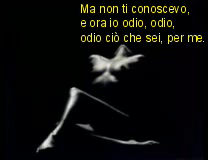 Ma non ti conoscevo,
e ora io odio, odio,
odio ciò che sei, per me.